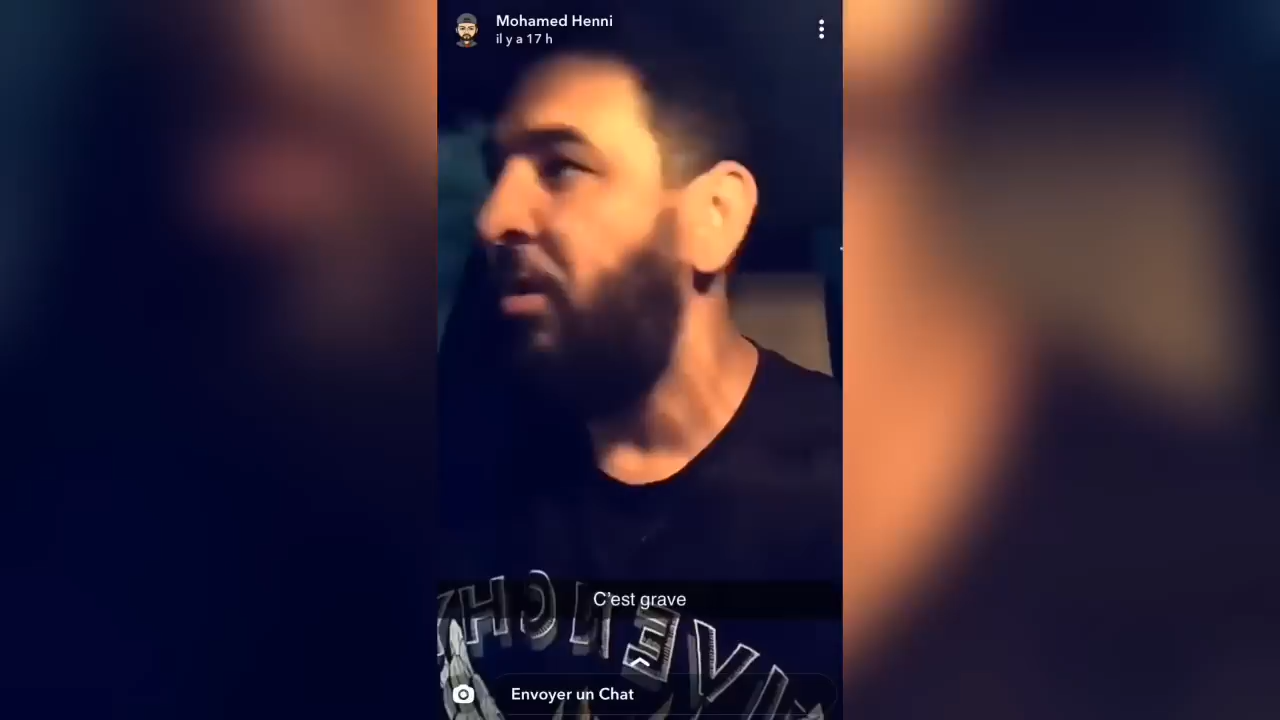 Mohamed Henni
il y a 17 h
C'est grave
Envoyer un Chat